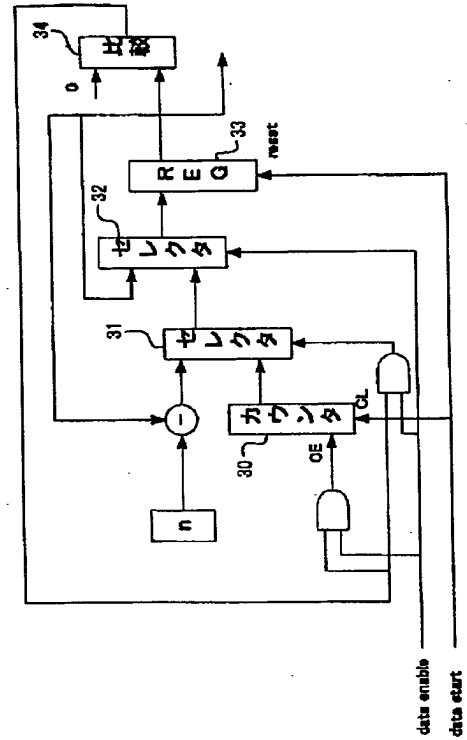 34
比較
0
33
REG
reset
32
セレクタ
31
セレクタ
カウンタ
CL
30
CE
n
−
data enable
data start